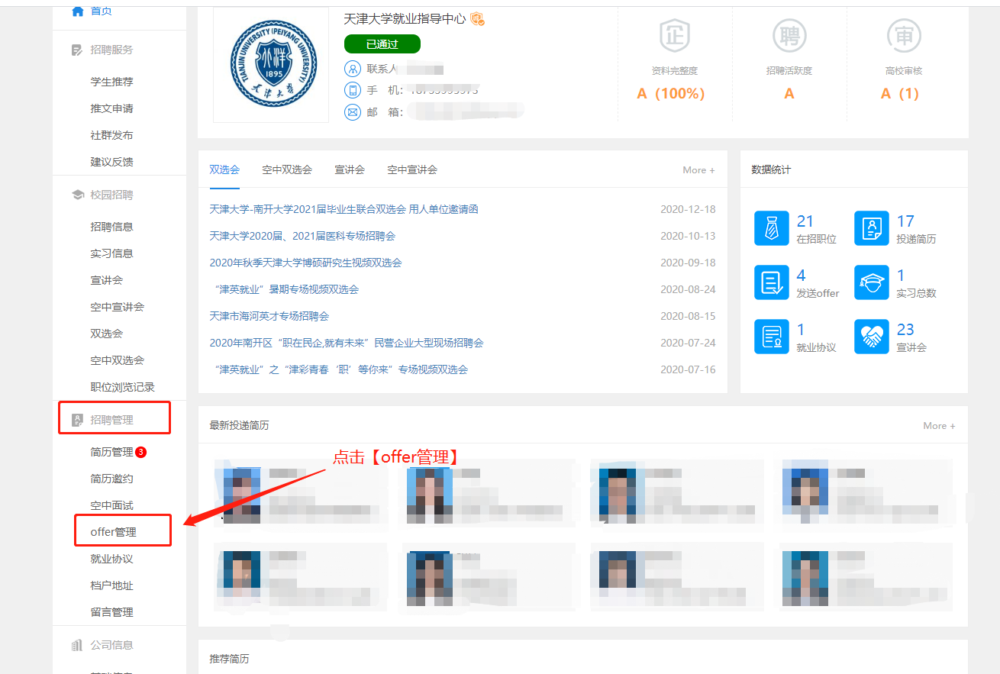 首页
招聘服务
学生推荐
推文申请
社群发布
建议反馈
校园招聘
招聘信息
实习信息
宣讲会
空中宣讲会
双选会
空中双选会
职位浏览记录
招聘管理
简历管理 3
简历邀约
空中面试
offer管理
就业协议
档户地址
留言管理
公司信息
TIANJIN UNIVERSITY (PEIYANG UNIVERSITY)
北洋
1895
天津大学
天津大学就业指导中心
已通过
联系人
手 机：
邮 箱：
证
资料完整度
A（100%）
聘
招聘活跃度
A
审
高校审核
A（1）
双选会 空中双选会 宣讲会 空中宣讲会 More +
天津大学-南开大学2021届毕业生联合双选会 用人单位邀请函 2020-12-18
天津大学2020届、2021届医科专场招聘会 2020-10-13
2020年秋季天津大学博硕研究生视频双选会 2020-09-18
“津英就业”暑期专场视频双选会 2020-08-24
天津市海河英才专场招聘会 2020-08-15
2020年南开区“职在民企,就有未来”民营企业大型现场招聘会 2020-07-24
“津英就业”之“津彩青春‘职’等你来”专场视频双选会 2020-07-16
数据统计
21 在招职位
17 投递简历
4 发送offer
1 实习总数
1 就业协议
23 宣讲会
最新投递简历 More +
点击【offer管理】
推荐简历